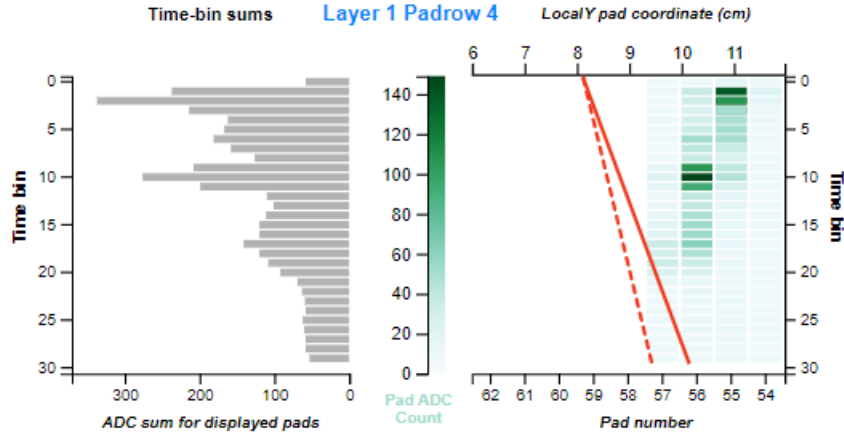 Time-bin sums
Layer 1 Padrow 4
LocalY pad coordinate (cm)
6 7 8 9 10 11
0
5
10
15
20
25
30
Time bin
300 200 100 0
ADC sum for displayed pads
140
120
100
80
60
40
20
0
Pad ADC
Count
0
5
10
15
20
25
30
Time bin
62 61 60 59 58 57 56 55 54
Pad number